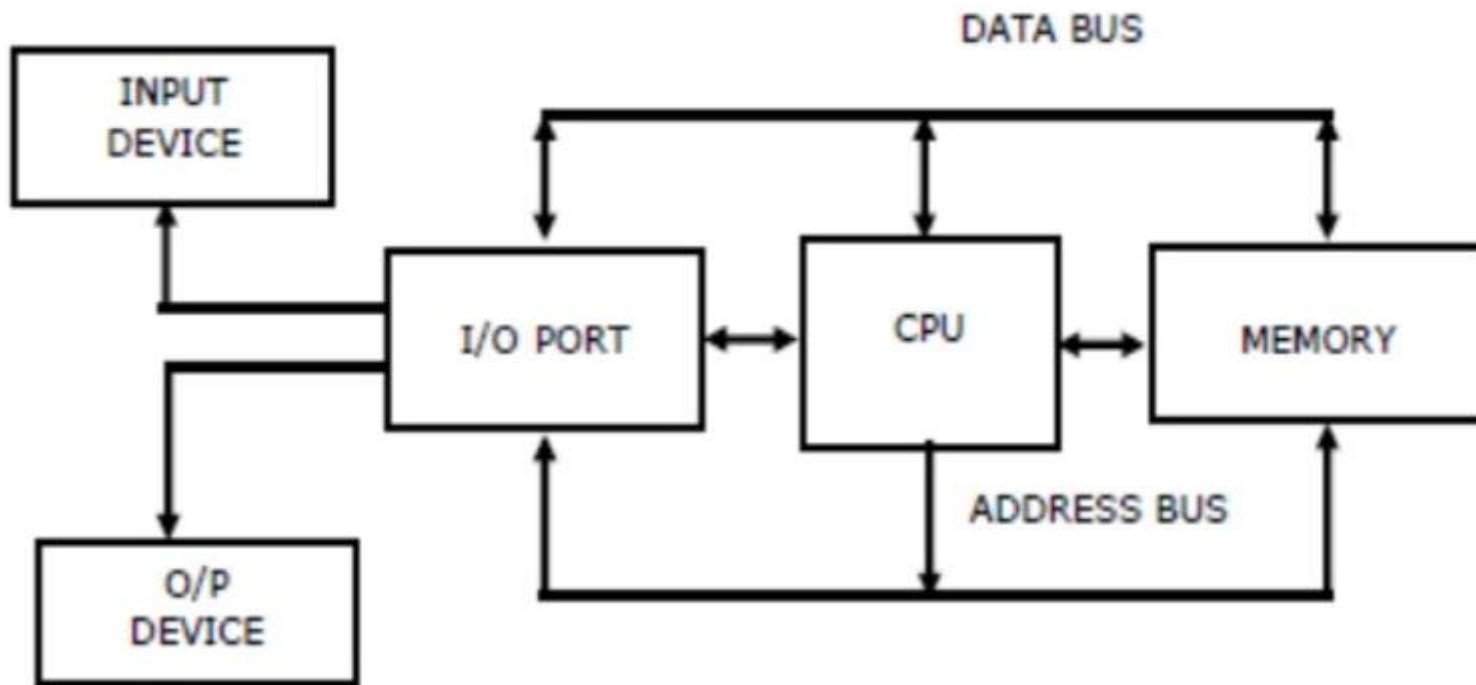 DATA BUS
INPUT
DEVICE
I/O PORT
CPU
MEMORY
ADDRESS BUS
O/P
DEVICE